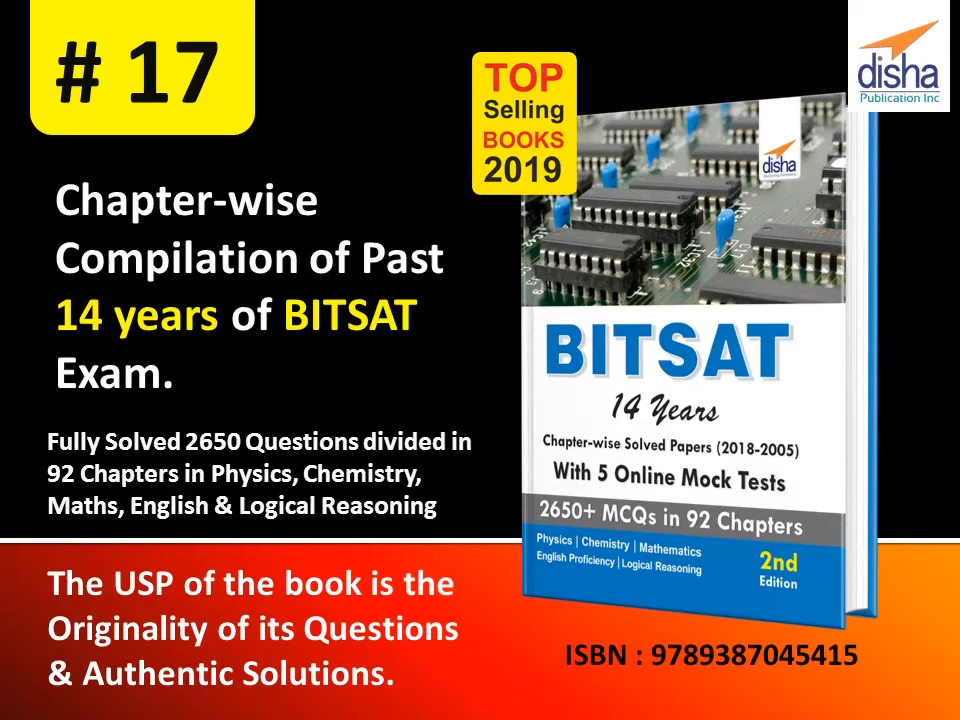 # 17
disha
Publication Inc
TOP
Selling
BOOKS
2019
Chapter-wise
Compilation of Past
14 years of BITSAT
Exam.
Fully Solved 2650 Questions divided in
92 Chapters in Physics, Chemistry,
Maths, English & Logical Reasoning
disha
BITSAT
14 Years
Chapter-wise Solved Papers (2018-2005)
With 5 Online Mock Tests
2650+ MCQs in 92 Chapters
Physics | Chemistry | Mathematics
English Proficiency | Logical Reasoning
2nd
Edition
The USP of the book is the
Originality of its Questions
& Authentic Solutions.
ISBN : 9789387045415